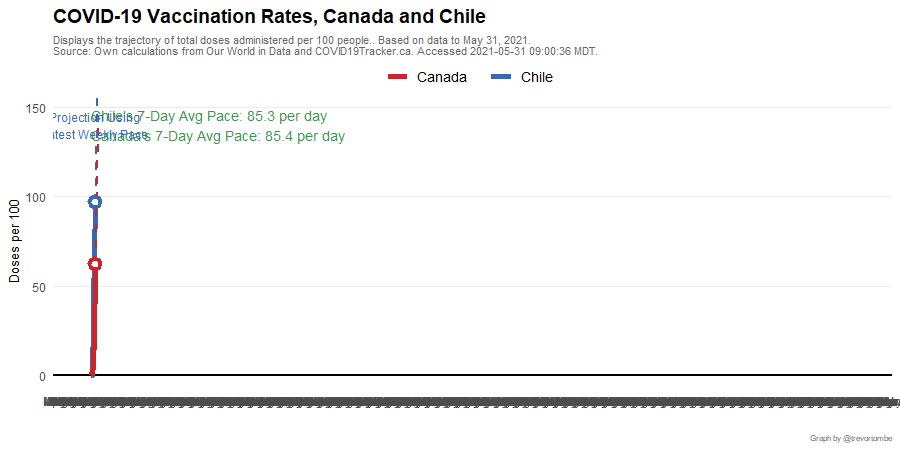 COVID-19 Vaccination Rates, Canada and Chile
Displays the trajectory of total doses administered per 100 people.. Based on data to May 31, 2021.
Source: Own calculations from Our World in Data and COVID19Tracker.ca. Accessed 2021-05-31 09:00:36 MDT.
Canada
Chile
150
Projection Using
Chile's 7-Day Avg Pace: 85.3 per day
Weekly Pace
Canada's 7-Day Avg Pace: 85.4 per day
100
50
0
Doses per 100
Graph by @trevortombe